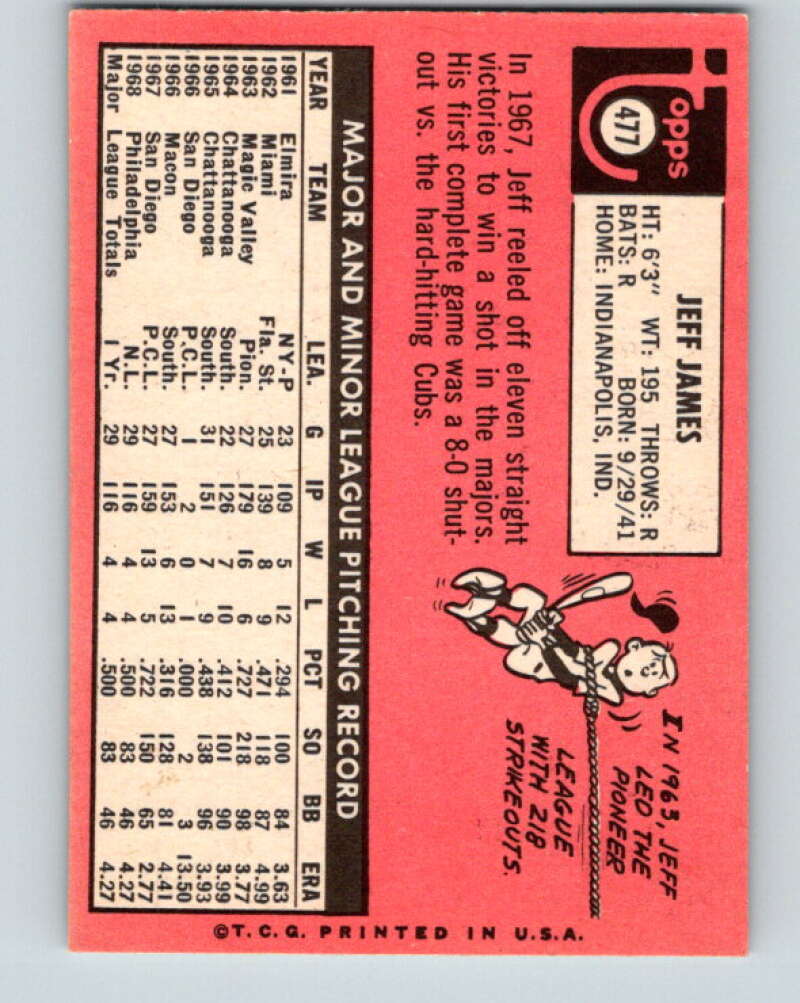 Topps
477
JEFF JAMES
HT: 6'3" WT: 195 THROWS: R
BATS: R BORN: 9/29/41
HOME: INDIANAPOLIS, IND.
In 1967, Jeff reeled off eleven straight
victories to win a shot in the majors.
His first complete game was a 8-0 shut-
out vs. the hard-hitting Cubs.
IN 1963, JEFF
LED THE
PIONEER
LEAGUE
WITH 218
STRIKEOUTS.
MAJOR AND MINOR LEAGUE PITCHING RECORD
YEAR TEAM LEA. G IP W L PCT SO BB ERA
1961 Elmira NY-P 23 109 5 12 .294 100 84 3.63
1962 Miami Fla. St. 25 139 8 9 .471 118 87 4.99
1963 Magic Valley Pion. 27 179 16 6 .727 218 98 3.77
1964 Chattanooga South. 22 126 7 10 .412 101 90 3.99
1965 Chattanooga South. 31 151 7 9 .438 138 96 3.93
1966 San Diego P.C.L. 1 2 0 1 .000 2 3 13.50
1966 Macon South. 27 153 6 13 .316 128 81 4.41
1967 San Diego P.C.L. 27 159 13 5 .722 150 65 2.77
1968 Philadelphia N.L. 29 116 4 4 .500 83 46 4.27
Major League Totals 1 Yr. 29 116 4 4 .500 83 46 4.27
©T.C.G. PRINTED IN U.S.A.